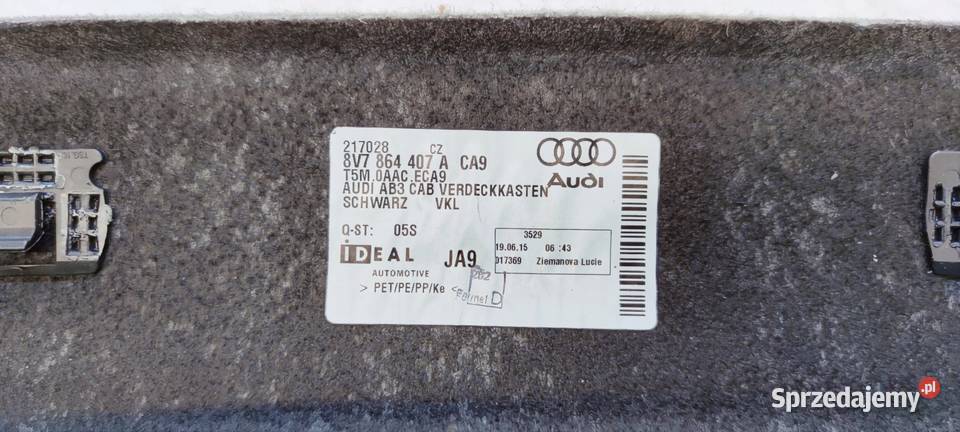 217028 CZ
8V7 864 407 A CA9
T5M.0AAC.ECA9
AUDI AB3 CAB VERDECKKASTEN
SCHWARZ VKL
Audi
Q-ST: 05S
3529
19.06.15 06:43
017369 Ziemanova Lucie
IDEAL
AUTOMOTIVE
JA9
262
> PET/PE/PP/Ke <
D
Sprzedajemy.pl